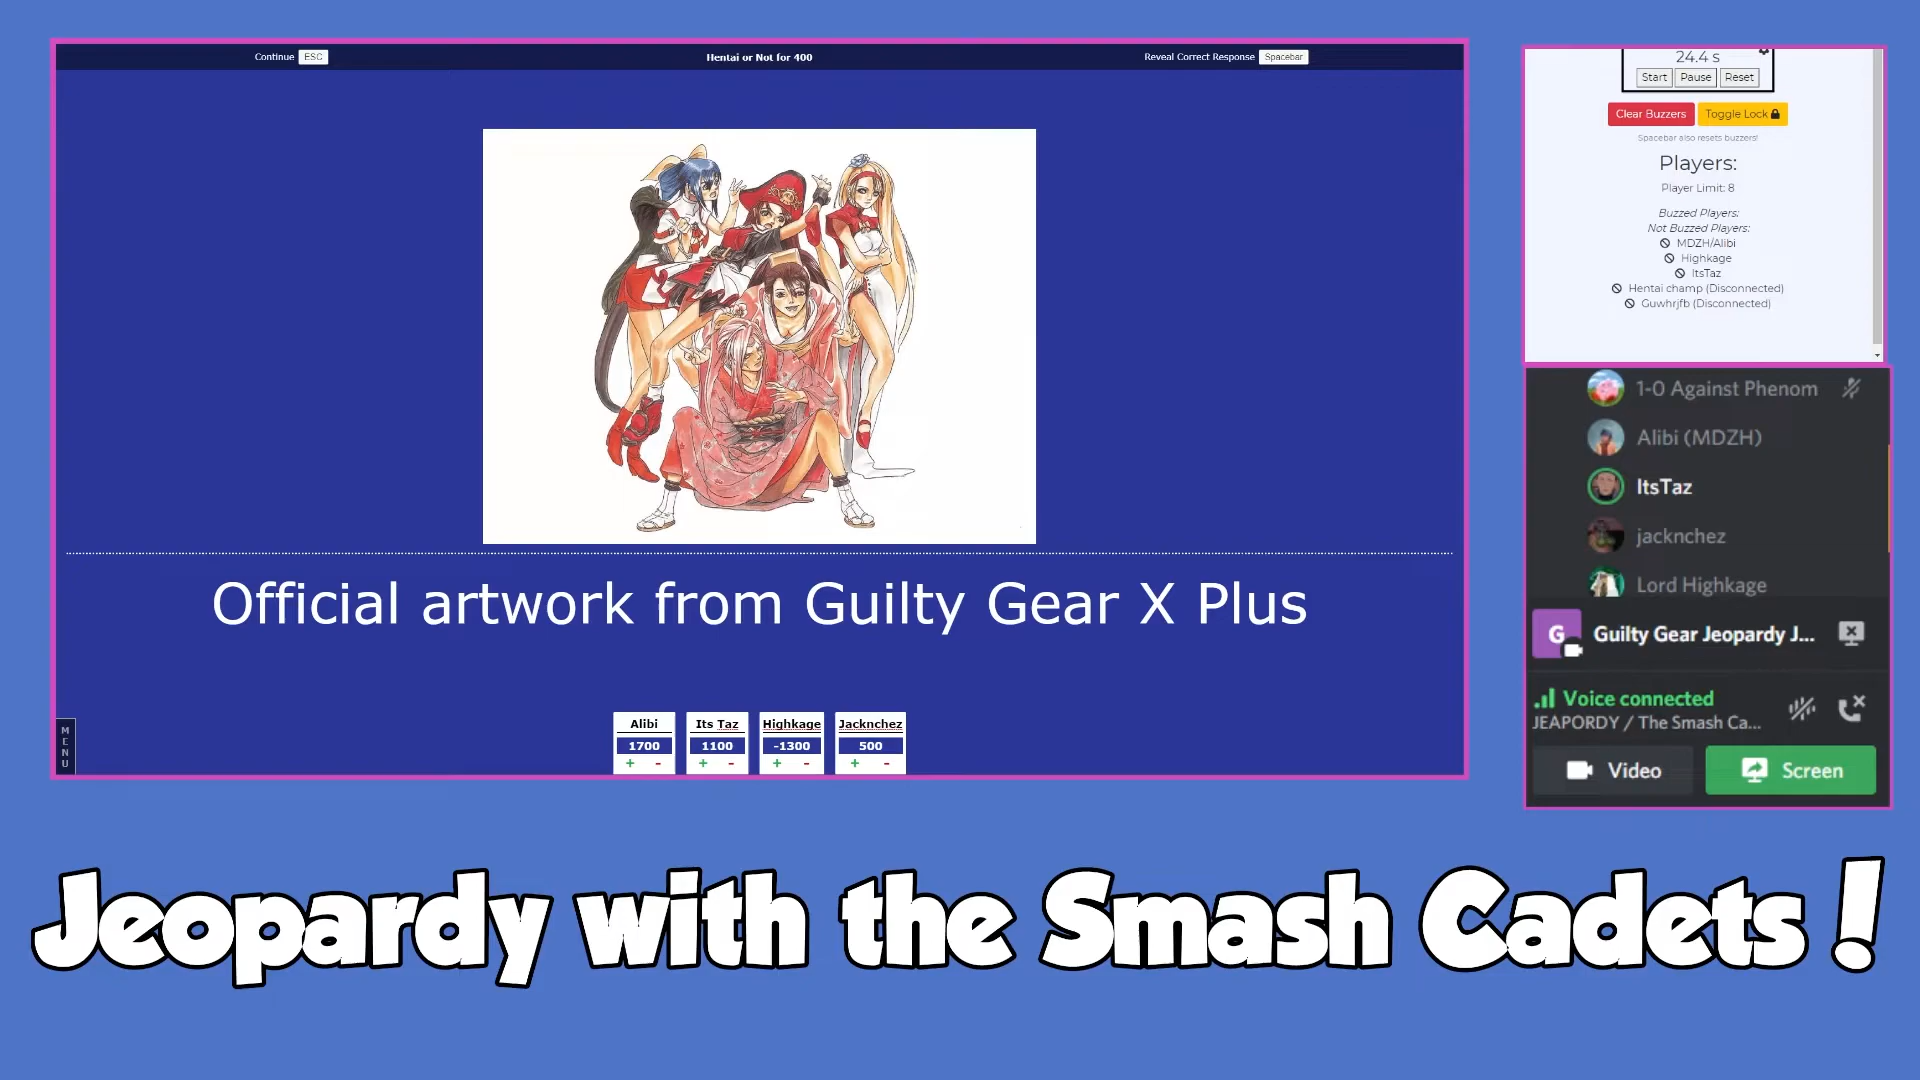 Continue ESC
Hentai or Not for 400
Reveal Correct Response Spacebar
Official artwork from Guilty Gear X Plus
MENU
Alibi
1700
+ -
Its Taz
1100
+ -
Highkage
-1300
+ -
Jacknchez
500
+ -
24.4 s
Start Pause Reset
Clear Buzzers Toggle Lock
Spacebar also resets buzzers!
Players:
Player Limit: 8
Buzzed Players:
Not Buzzed Players:
MDZH/Alibi
Highkage
ItsTaz
Hentai champ (Disconnected)
Guwhrjfb (Disconnected)
1-0 Against Phenom
Alibi (MDZH)
ItsTaz
jacknchez
Lord Highkage
G Guilty Gear Jeopardy J...
Voice connected
JEAPORDY / The Smash Ca...
Video Screen
Jeopardy with the Smash Cadets!